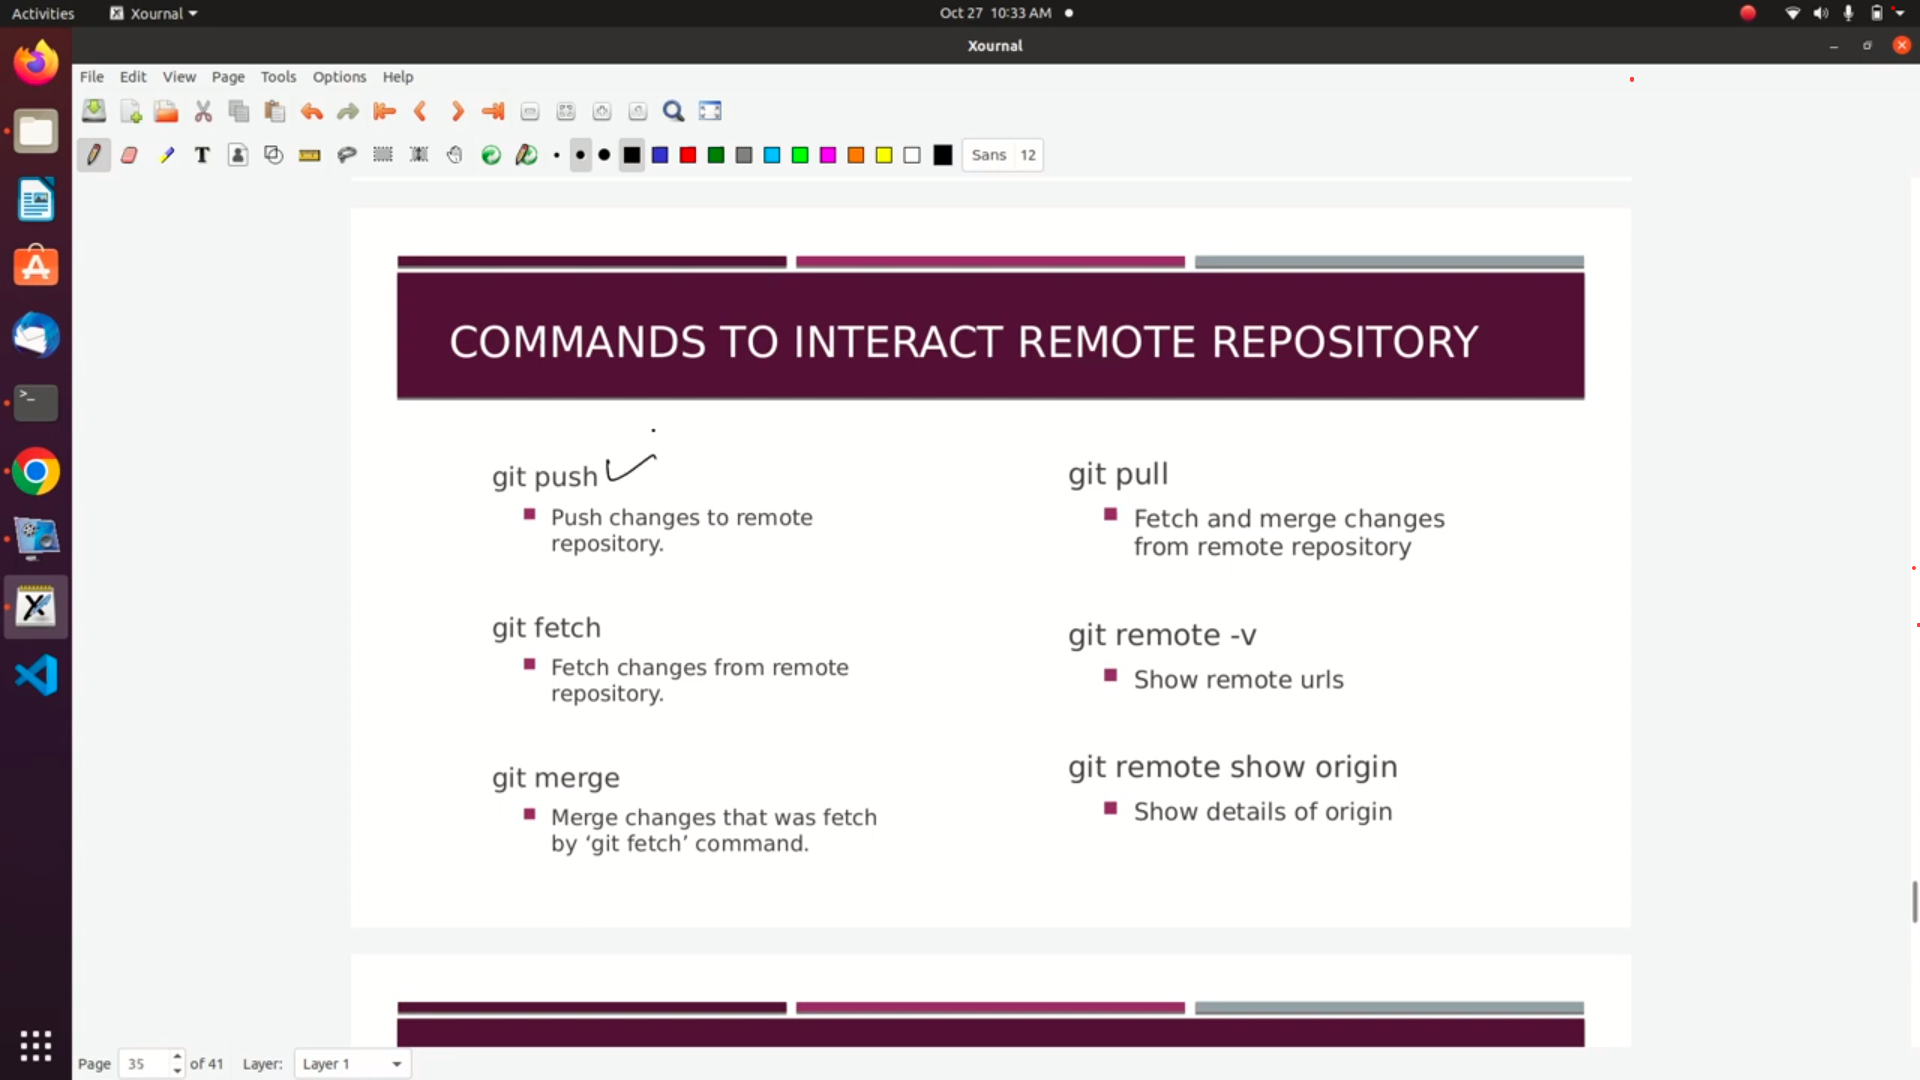 Activities
Xournal
Oct 27 10:33 AM
Xournal
File Edit View Page Tools Options Help
T
Sans 12
COMMANDS TO INTERACT REMOTE REPOSITORY
git push
Push changes to remote
repository.
git fetch
Fetch changes from remote
repository.
git merge
Merge changes that was fetch
by ‘git fetch’ command.
git pull
Fetch and merge changes
from remote repository
git remote -v
Show remote urls
git remote show origin
Show details of origin
Page 35 of 41 Layer: Layer 1